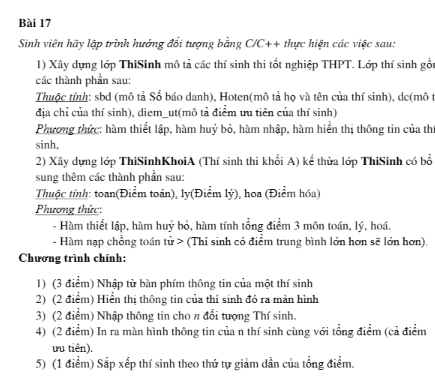 Bài 17
Sinh viên hãy lập trình hướng đối tượng bằng C/C++ thực hiện các việc sau:
1) Xây dựng lớp ThiSinh mô tả các thí sinh thi tốt nghiệp THPT. Lớp thí sinh gồ
các thành phần sau:
Thuộc tính: sbd (mô tả Số báo danh), Hoten(mô tả họ và tên của thí sinh), dc(mô t
địa chỉ của thí sinh), diem_ut(mô tả điểm ưu tiên của thí sinh)
Phương thức: hàm thiết lập, hàm huỷ bỏ, hàm nhập, hàm hiển thị thông tin của thí
sinh,
2) Xây dựng lớp ThiSinhKhoiA (Thí sinh thi khối A) kế thừa lớp ThiSinh có bổ
sung thêm các thành phần sau:
Thuộc tính: toan(Điểm toán), ly(Điểm lý), hoa (Điểm hóa)
Phương thức:
- Hàm thiết lập, hàm huỷ bỏ, hàm tính tổng điểm 3 môn toán, lý, hoá.
- Hàm nạp chồng toán tử > (Thí sinh có điểm trung bình lớn hơn sẽ lớn hơn).
Chương trình chính:
1) (3 điểm) Nhập từ bàn phím thông tin của một thí sinh
2) (2 điểm) Hiển thị thông tin của thí sinh đó ra màn hình
3) (2 điểm) Nhập thông tin cho n đối tượng Thí sinh.
4) (2 điểm) In ra màn hình thông tin của n thí sinh cùng với tổng điểm (cả điểm
ưu tiên).
5) (1 điểm) Sắp xếp thí sinh theo thứ tự giảm dần của tổng điểm.